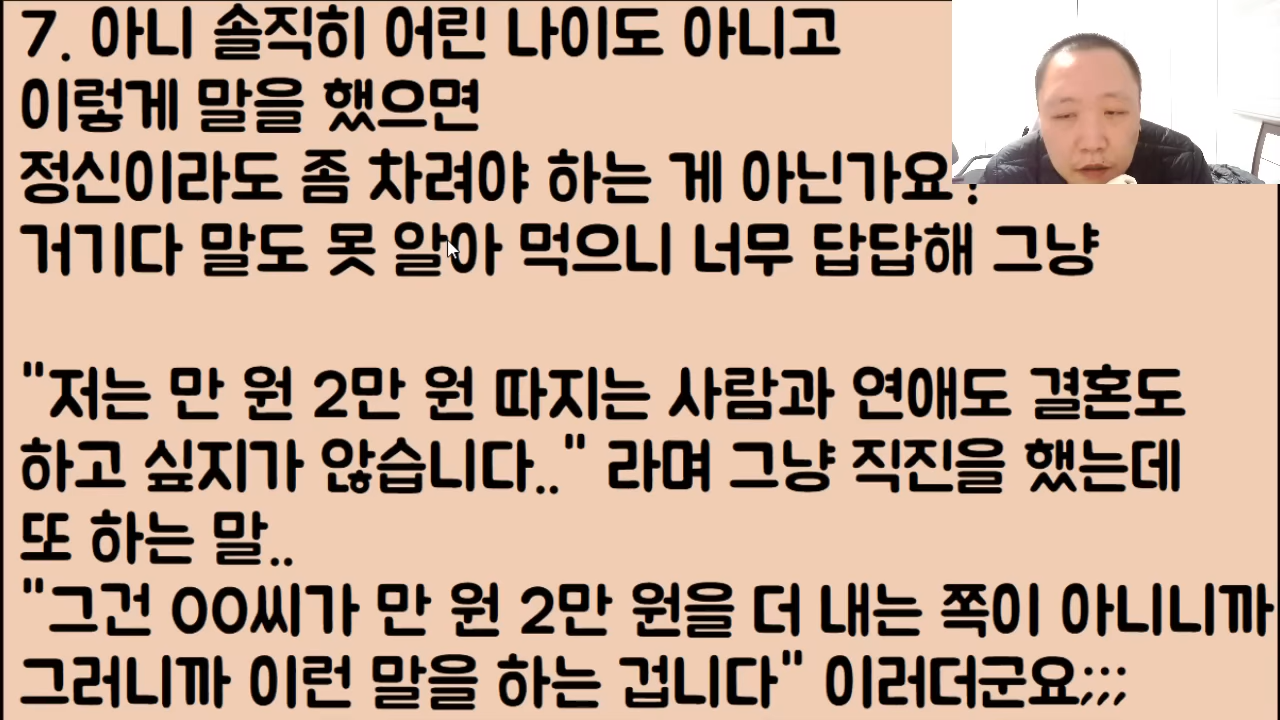 7. 아니 솔직히 어린 나이도 아니고
이렇게 말을 했으면
정신이라도 좀 차려야 하는 게 아닌가요?
거기다 말도 못 알아 먹으니 너무 답답해 그냥
"저는 만 원 2만 원 따지는 사람과 연애도 결혼도
하고 싶지가 않습니다.." 라며 그냥 직진을 했는데
또 하는 말..
"그건 OO씨가 만 원 2만 원을 더 내는 쪽이 아니니까
그러니까 이런 말을 하는 겁니다" 이러더군요;;;